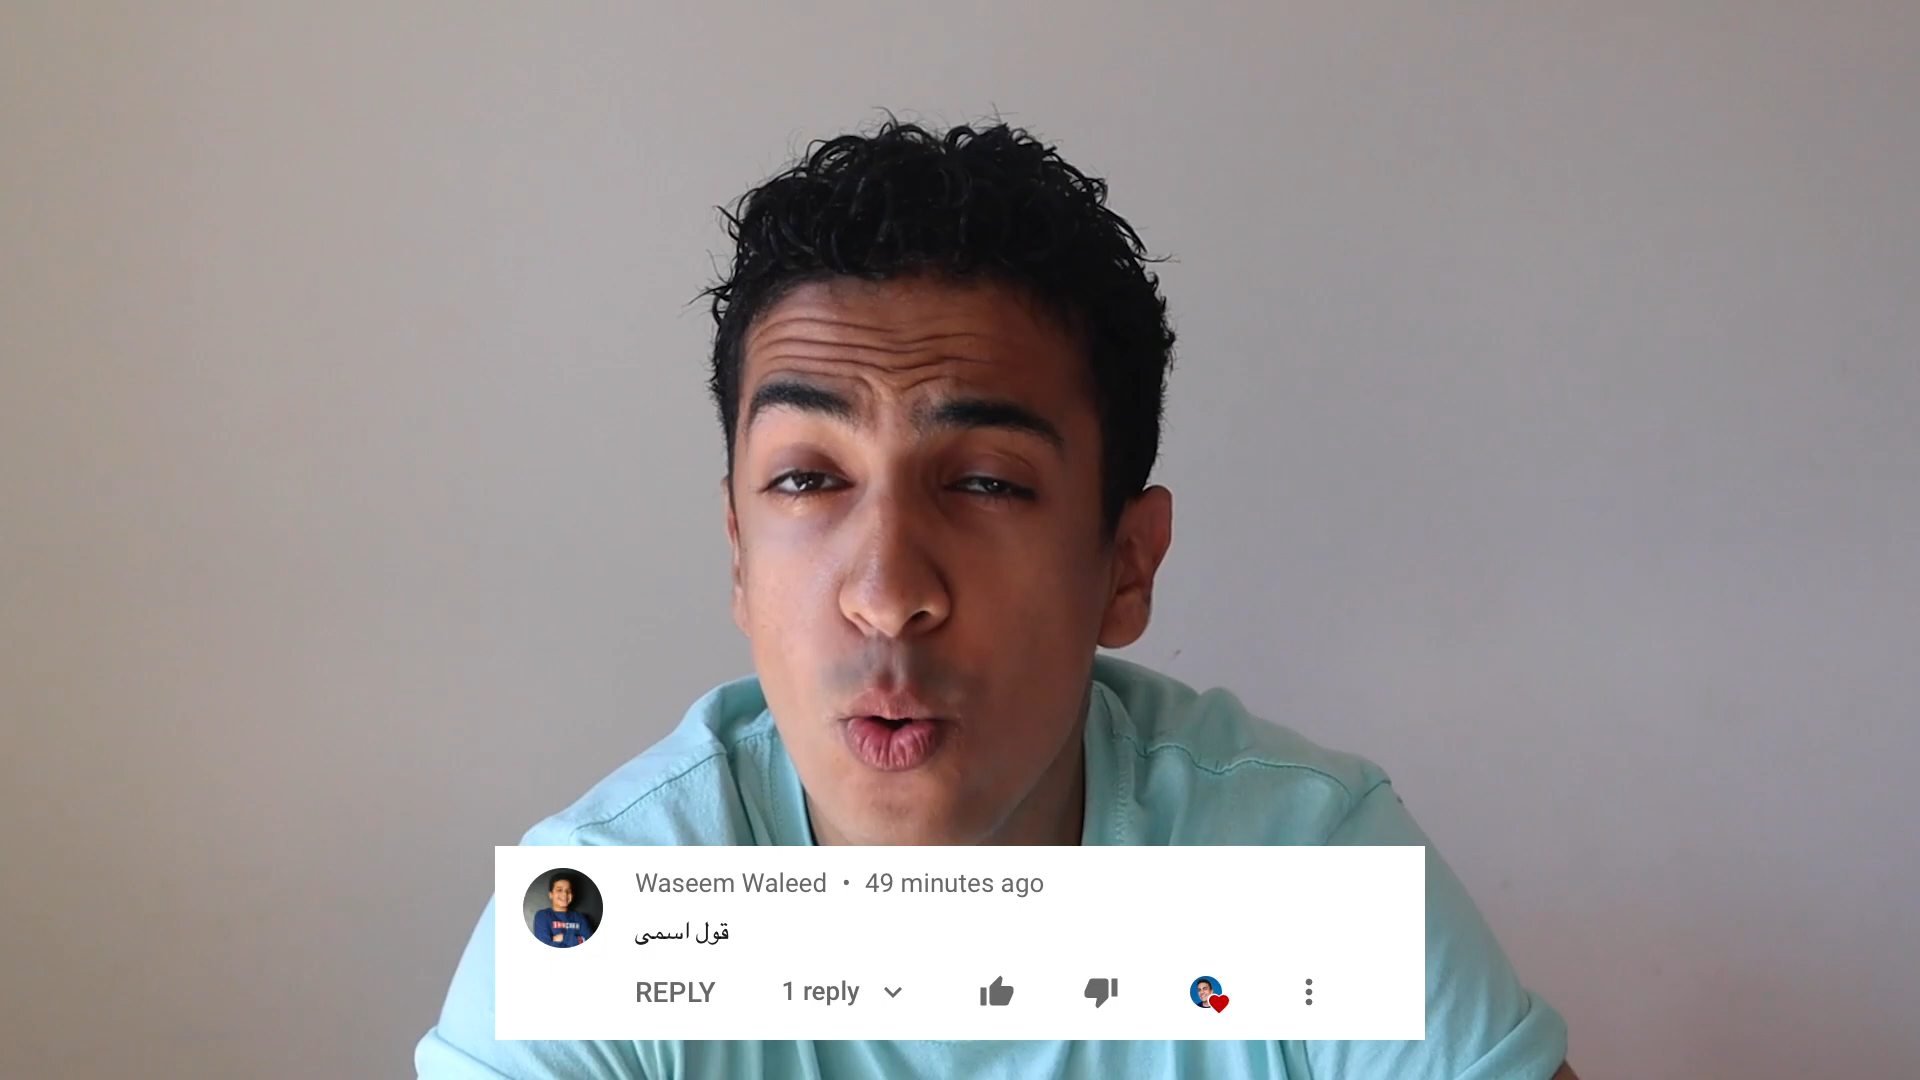 Waseem Waleed • 49 minutes ago
قول اسمى
REPLY 1 reply